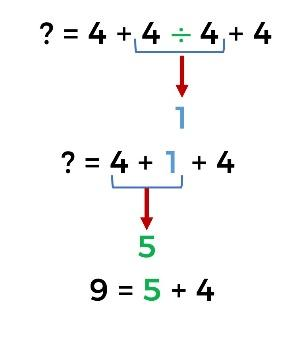 ? = 4 + 4 ÷ 4 + 4
1
? = 4 + 1 + 4
5
9 = 5 + 4